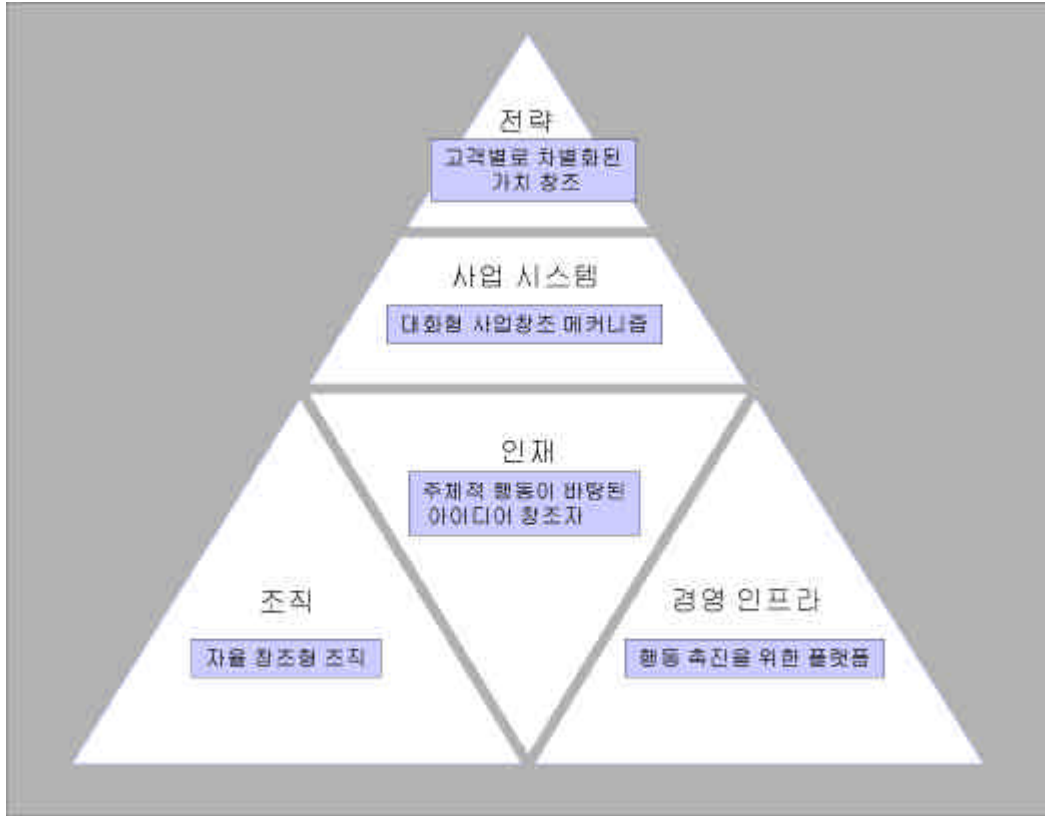 전략
고객별로 차별화된
가치 창조
사업 시스템
대화형 사업창조 메커니즘
인재
주체적 행동이 바탕된
아이디어 창조자
조직
자율 창조형 조직
경영 인프라
행동 촉진을 위한 플랫폼